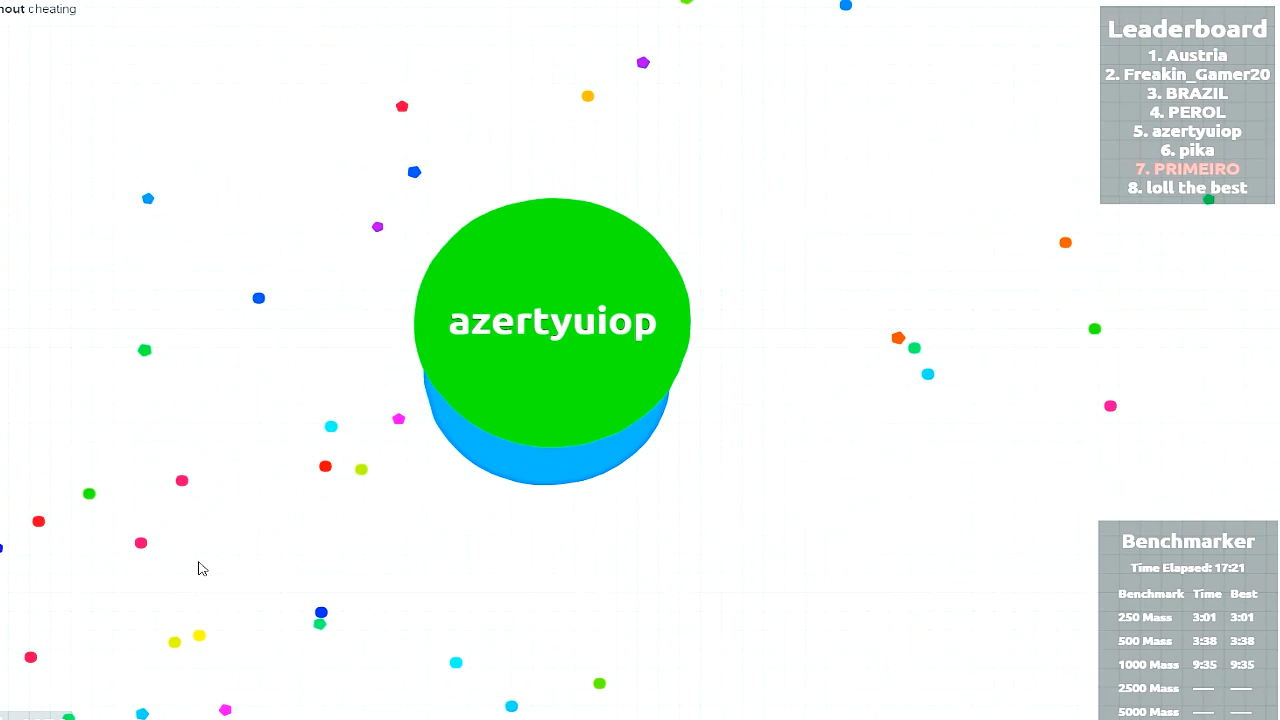 hout cheating
Leaderboard
1. Austria
2. Freakin_Gamer20
3. BRAZIL
4. PEROL
5. azertyuiop
6. pika
7. PRIMEIRO
8. loll the best
azertyuiop
Benchmarker
Time Elapsed: 17:21
Benchmark Time Best
250 Mass 3:01 3:01
500 Mass 3:38 3:38
1000 Mass 9:35 9:35
2500 Mass —— ——
5000 Mass —— ——